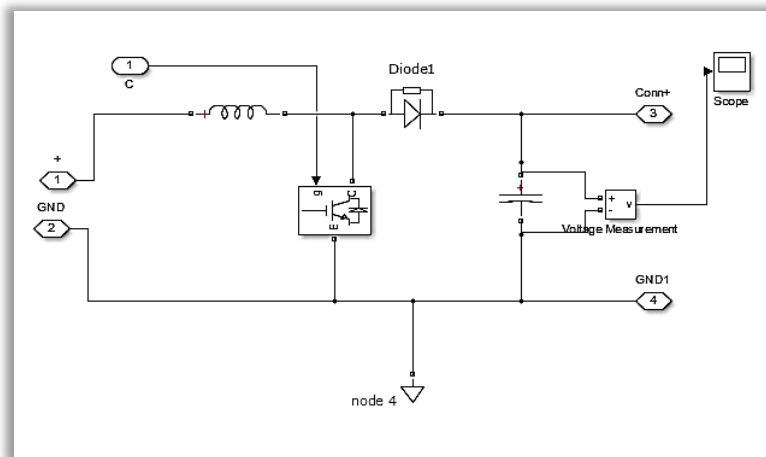 1
C
Diode1
Conn+
3
Scope
+
1
GND
2
g
C
E
+
-
v
Voltage Measurement
GND1
4
node 4